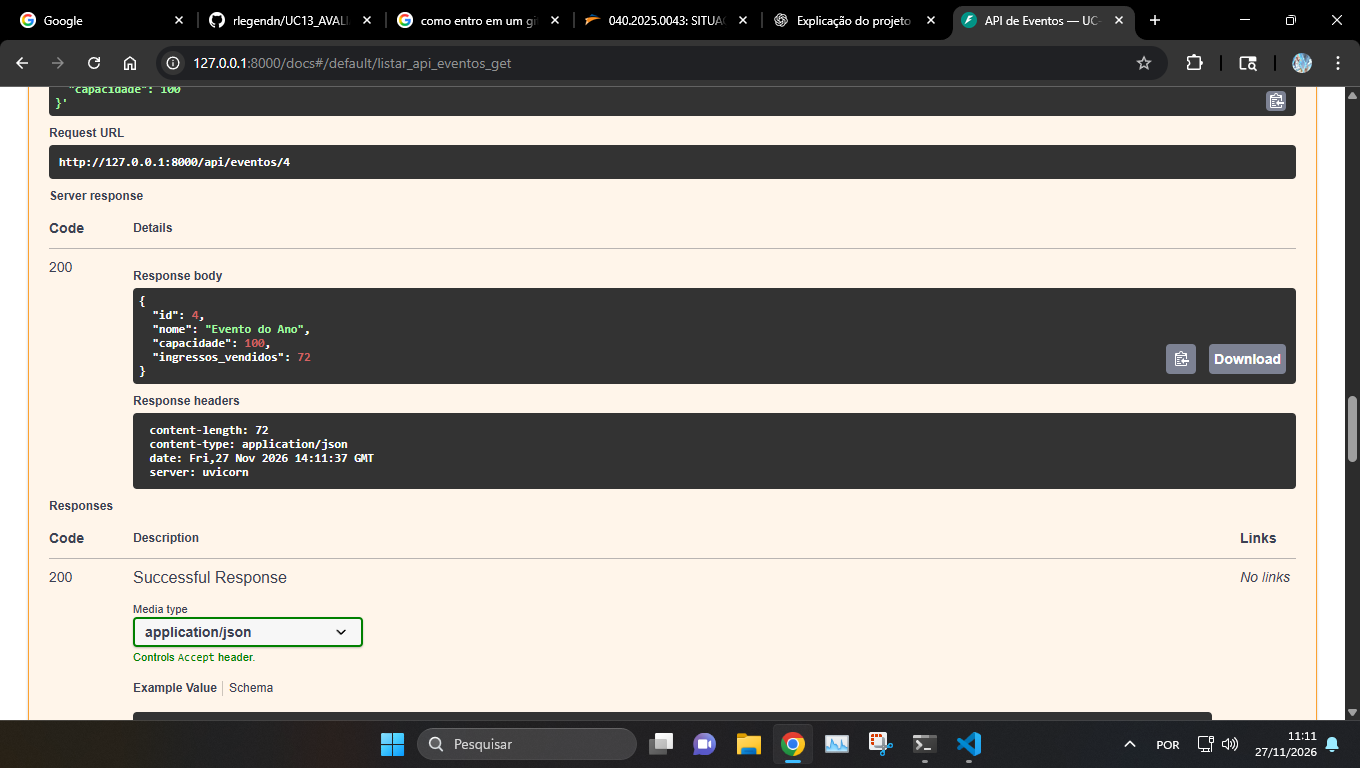 Google
rlegendn/UC13_AVALI
como entro em um git
040.2025.0043: SITUAÇ
Explicação do projeto
API de Eventos — UC-
127.0.0.1:8000/docs#/default/listar_api_eventos_get
"capacidade": 100
}'
Request URL
http://127.0.0.1:8000/api/eventos/4
Server response
Code Details
200
Response body
{
"id": 4,
"nome": "Evento do Ano",
"capacidade": 100,
"ingressos_vendidos": 72
}
Download
Response headers
content-length: 72
content-type: application/json
date: Fri,27 Nov 2026 14:11:37 GMT
server: uvicorn
Responses
Code Description Links
200 Successful Response No links
Media type
application/json
Controls Accept header.
Example Value Schema
Pesquisar
POR
11:11
27/11/2026